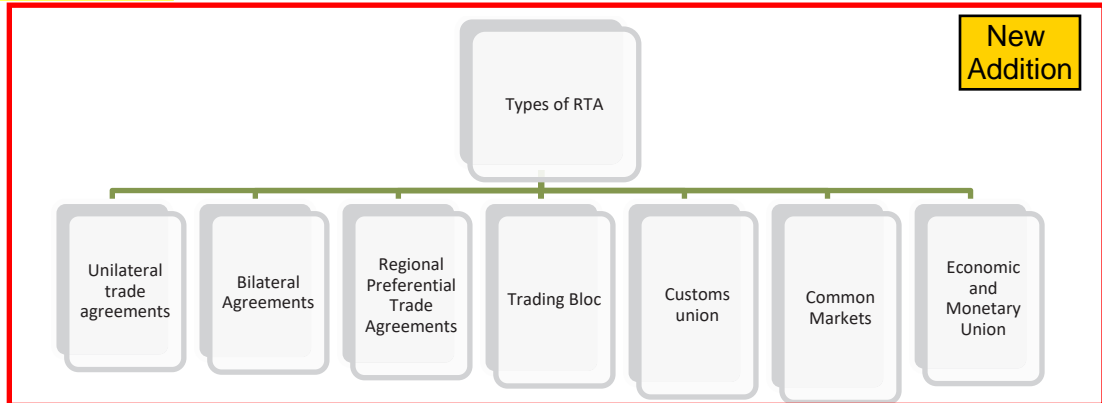 New
Addition
Types of RTA
Unilateral
trade
agreements
Bilateral
Agreements
Regional
Preferential
Trade
Agreements
Trading Bloc
Customs
union
Common
Markets
Economic
and
Monetary
Union